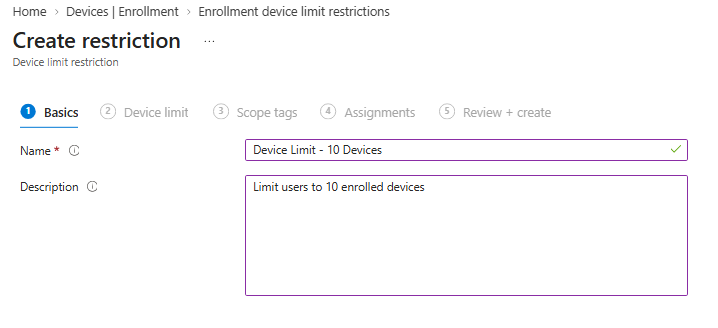 Home > Devices | Enrollment > Enrollment device limit restrictions
Create restriction ...
Device limit restriction
1 Basics 2 Device limit 3 Scope tags 4 Assignments 5 Review + create
Name * Device Limit - 10 Devices
Description Limit users to 10 enrolled devices